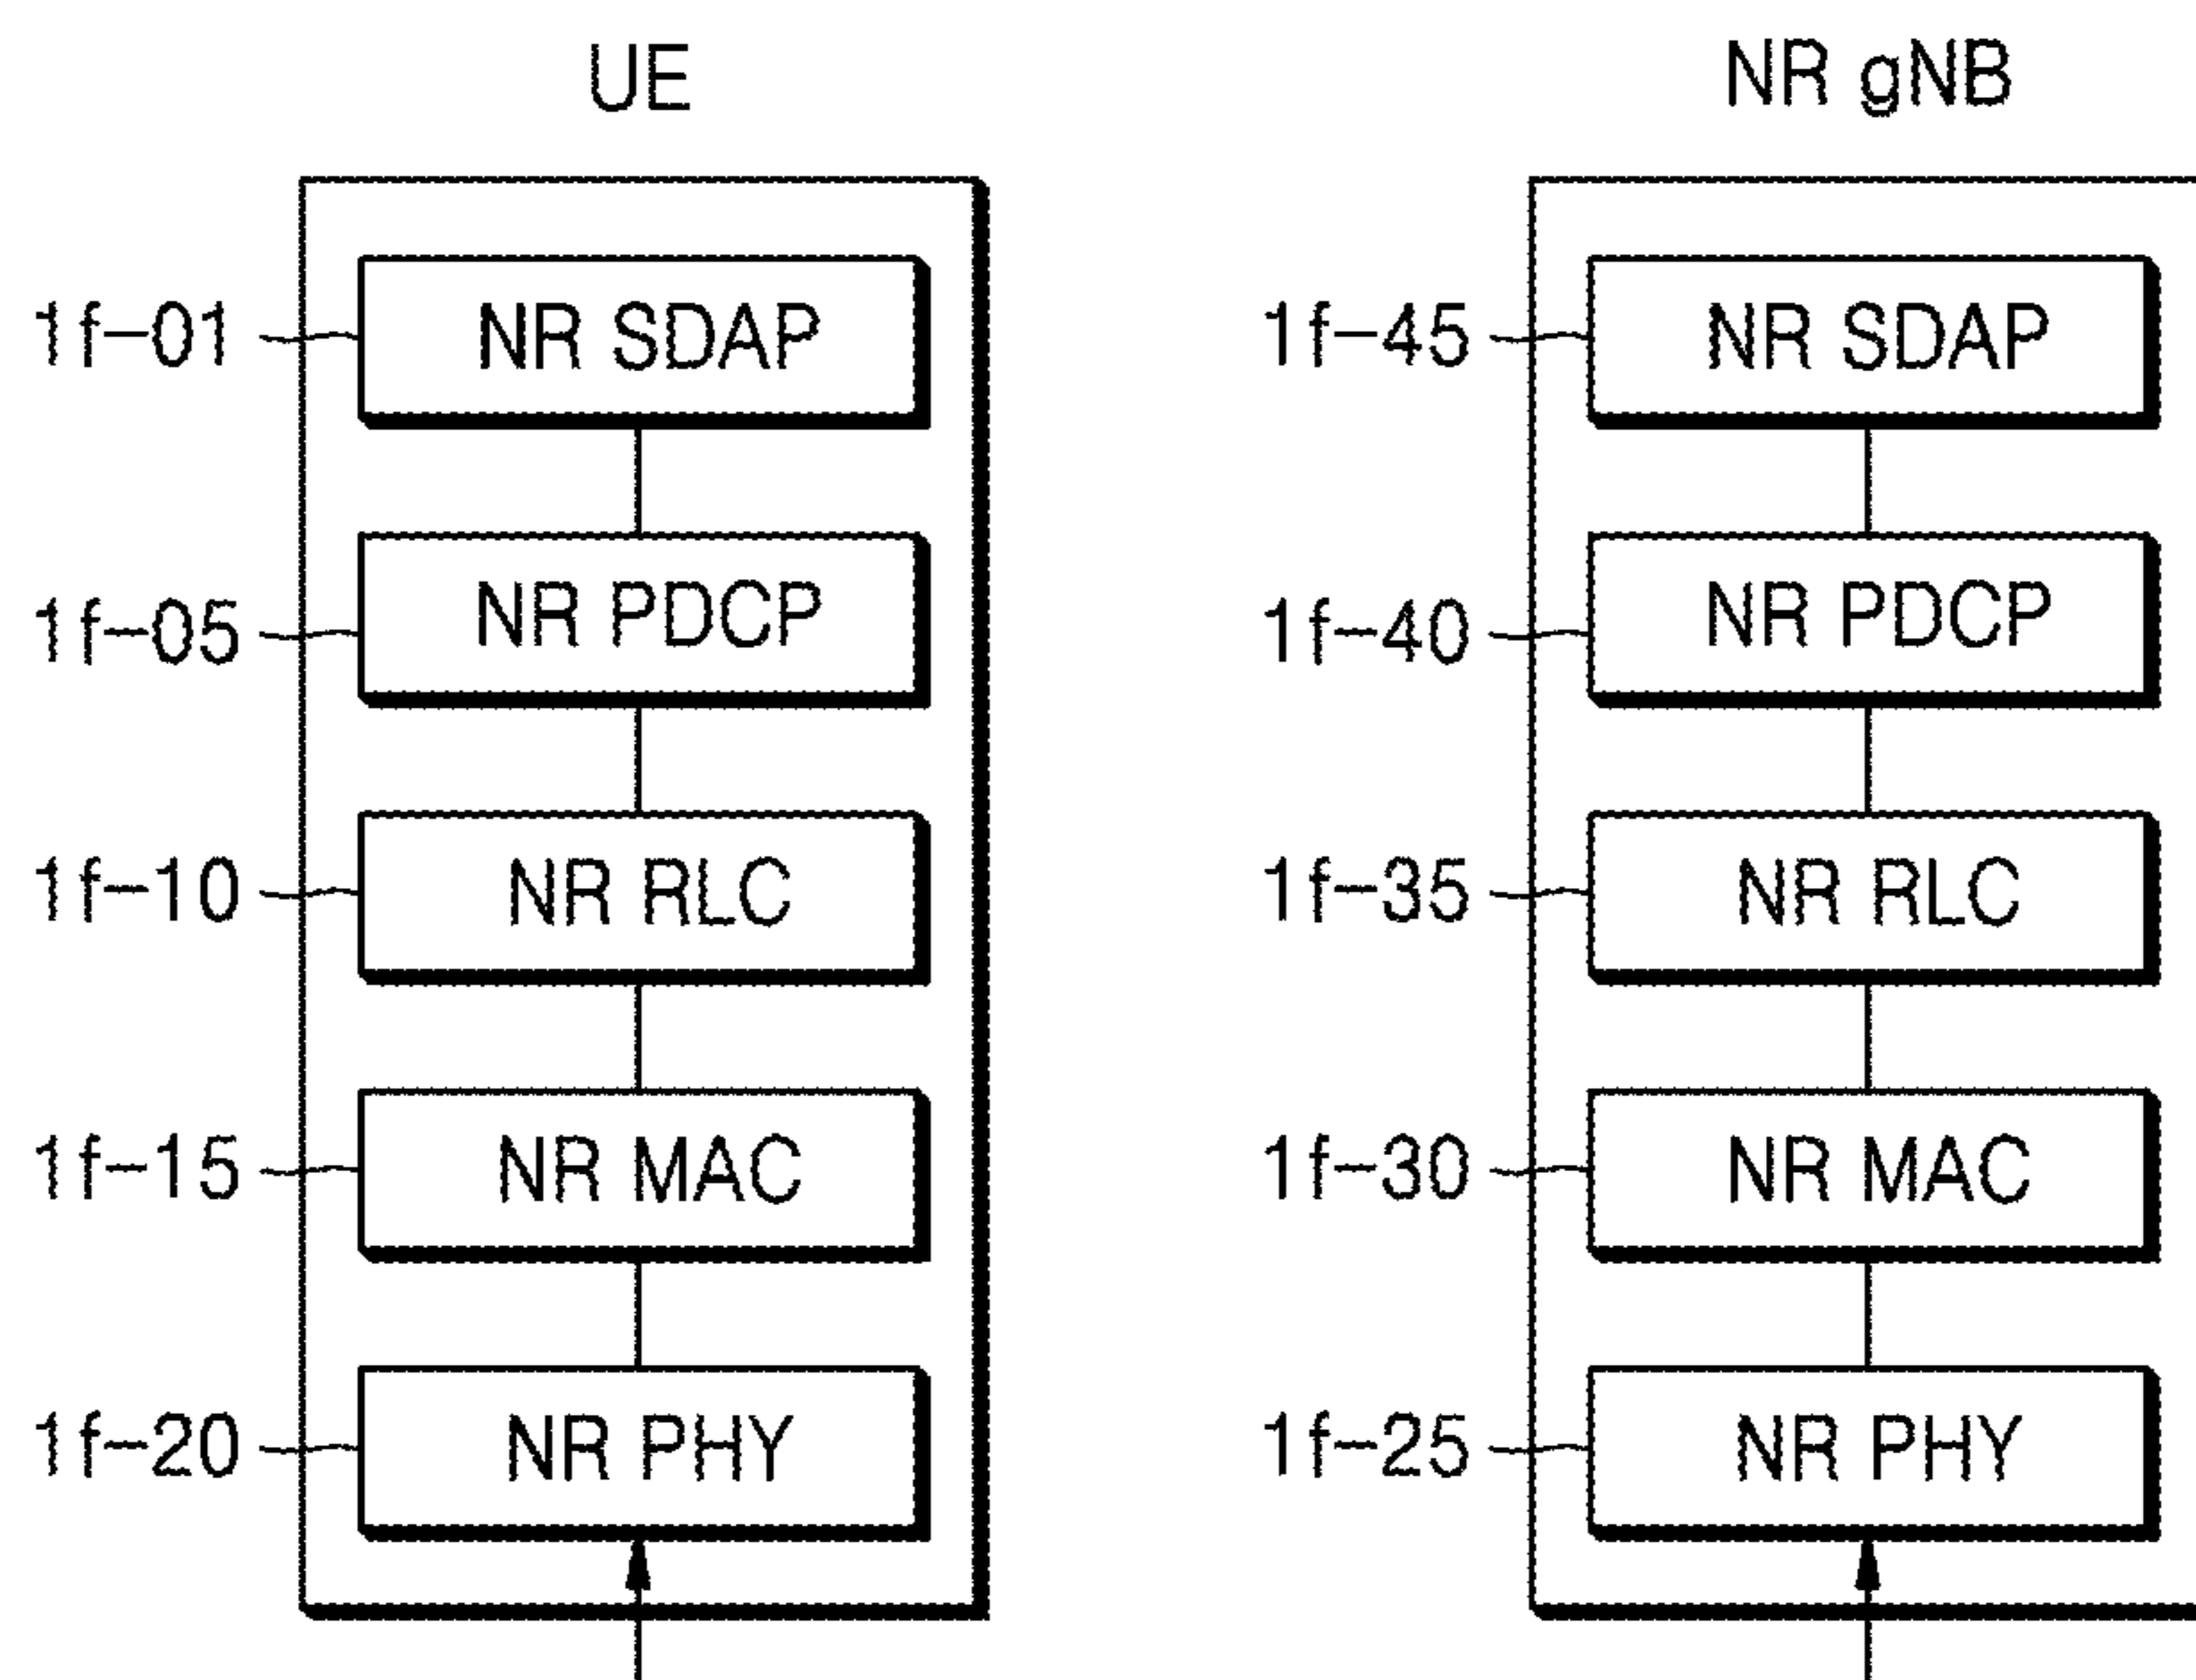 UE
NR gNB
1f-01
NR SDAP
1f-45
NR SDAP
1f-05
NR PDCP
1f-40
NR PDCP
1f-10
NR RLC
1f-35
NR RLC
1f-15
NR MAC
1f-30
NR MAC
1f-20
NR PHY
1f-25
NR PHY